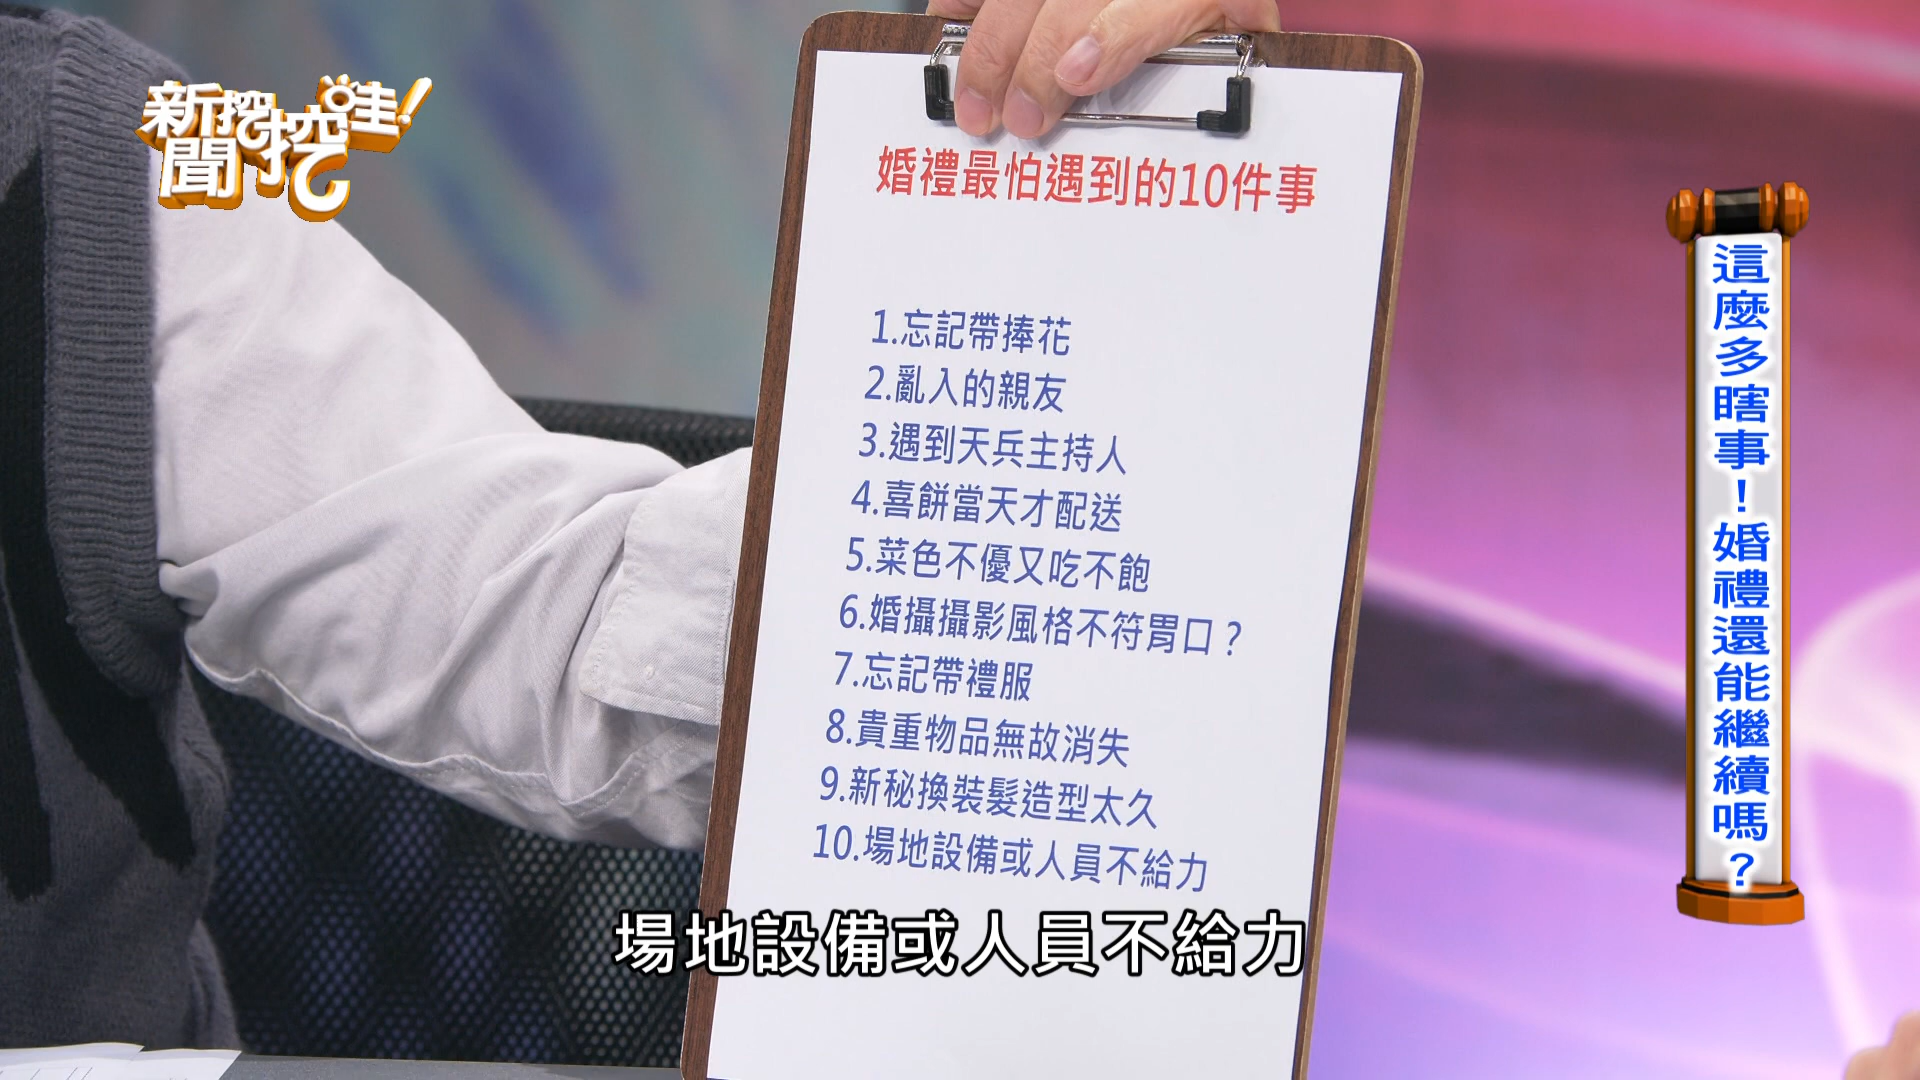 新聞挖挖哇！
婚禮最怕遇到的10件事
1.忘記帶捧花
2.亂入的親友
3.遇到天兵主持人
4.喜餅當天才配送
5.菜色不優又吃不飽
6.婚攝攝影風格不符胃口？
7.忘記帶禮服
8.貴重物品無故消失
9.新秘換裝髮造型太久
10.場地設備或人員不給力
場地設備或人員不給力
這麼多瞎事！婚禮還能繼續嗎？